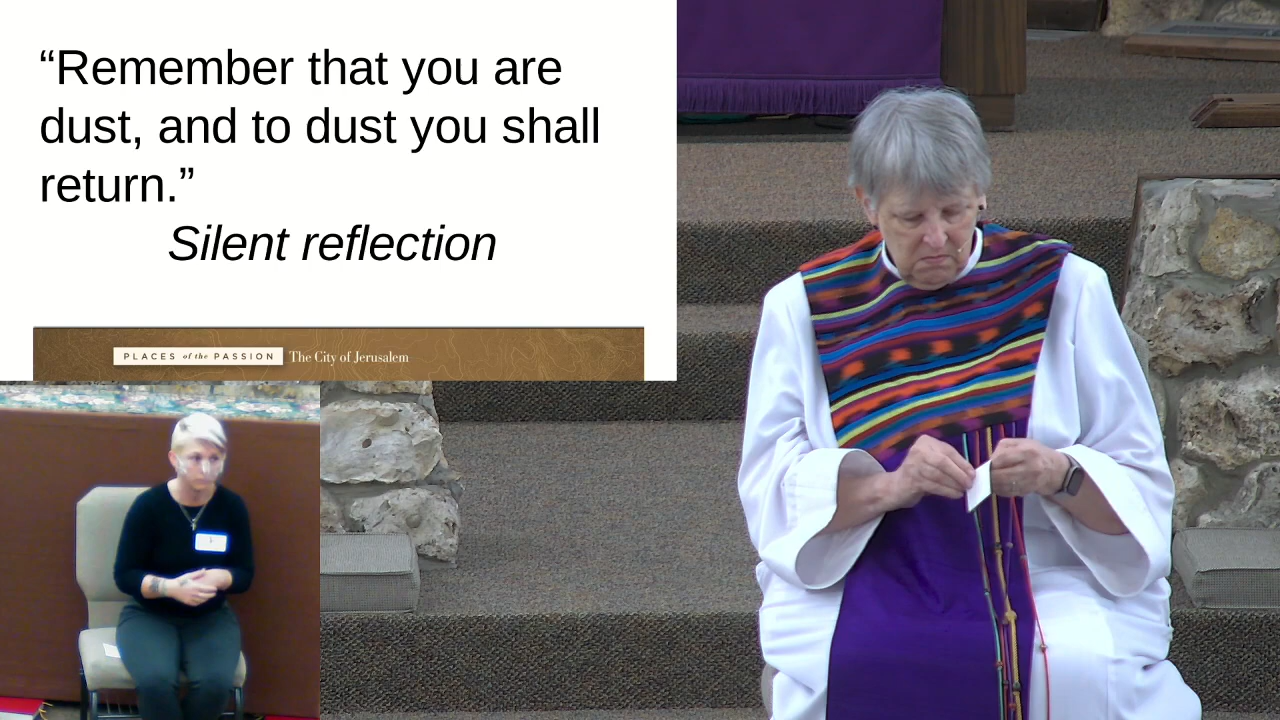 “Remember that you are
dust, and to dust you shall
return.”
Silent reflection
PLACES of the PASSION The City of Jerusalem